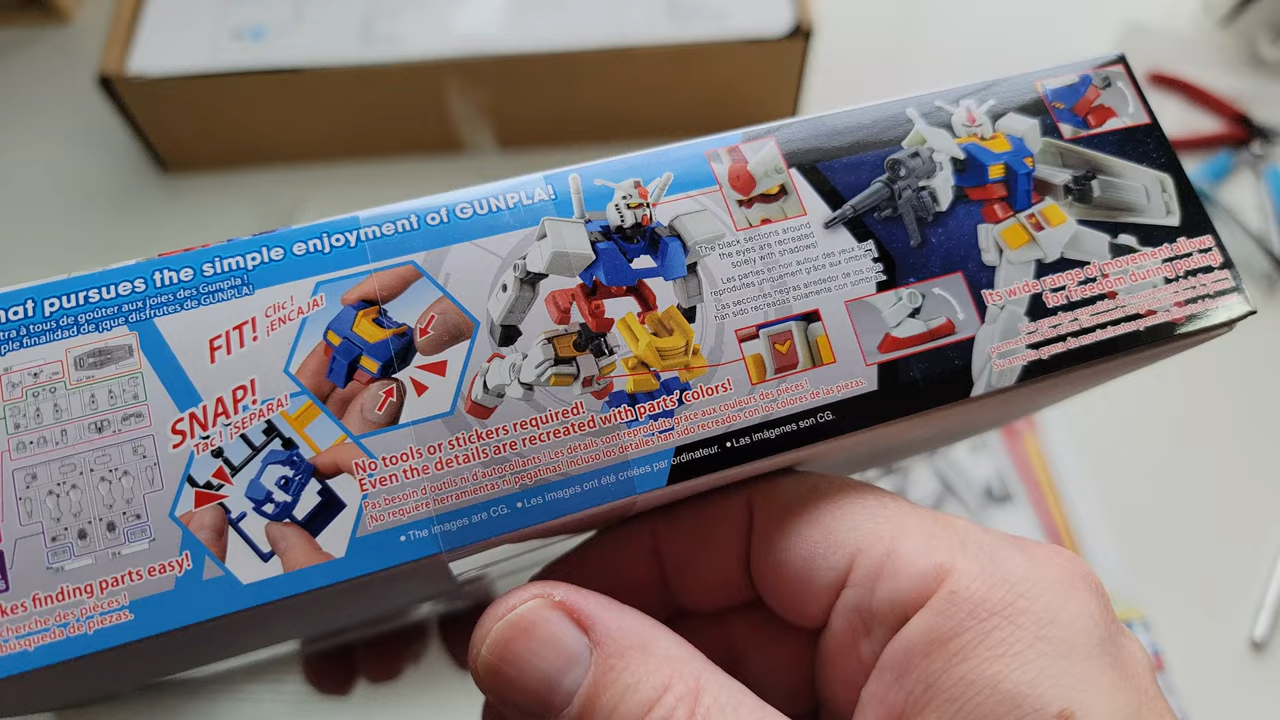 hat pursues the simple enjoyment of GUNPLA!
tra à tous de goûter aux joies des Gunpla !
ple finalidad de ¡que disfrutes de GUNPLA!
FIT!
Clic !
¡ENCAJA!
SNAP!
Tac! ¡SEPARA!
kes finding parts easy!
cherche des pièces !
búsqueda de piezas.
No tools or stickers required!
Even the details are recreated with parts' colors!
Pas besoin d'outils ni d'autocollants ! Les détails sont reproduits grâce aux couleurs des pièces !
¡No requiere herramientas ni pegatinas! Incluso los detalles han sido recreados con los colores de las piezas.
• The images are CG. • Les images ont été créées par ordinateur. • Las imágenes son CG.
The black sections around
the eyes are recreated
solely with shadows!
Les parties en noir autour des yeux sont
reproduites uniquement grâce aux ombres!
Las secciones negras alrededor de los ojos
han sido recreadas solamente con sombras
Its wide range of movement allows
for freedom during posing!
Su amplia gama de movimientos